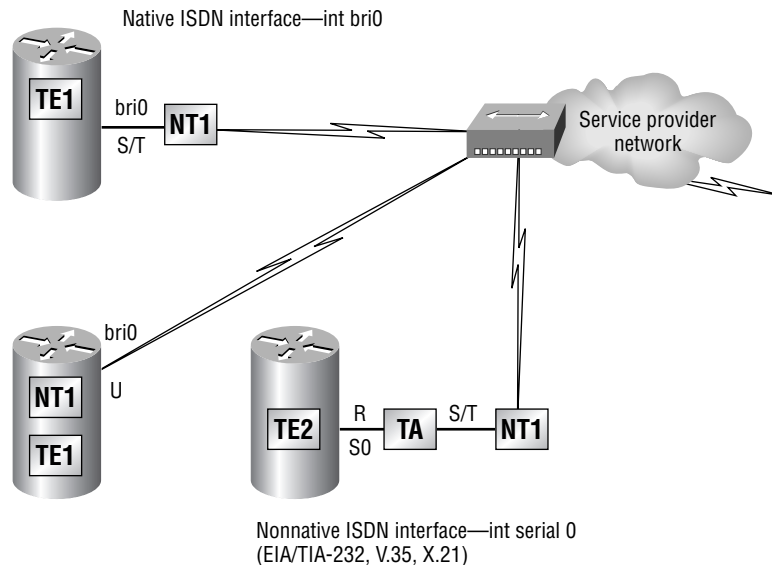 Native ISDN interface—int bri0
TE1
bri0
S/T
NT1
Service provider
network
bri0
U
NT1
TE1
TE2
R
S0
TA
S/T
NT1
Nonnative ISDN interface—int serial 0
(EIA/TIA-232, V.35, X.21)